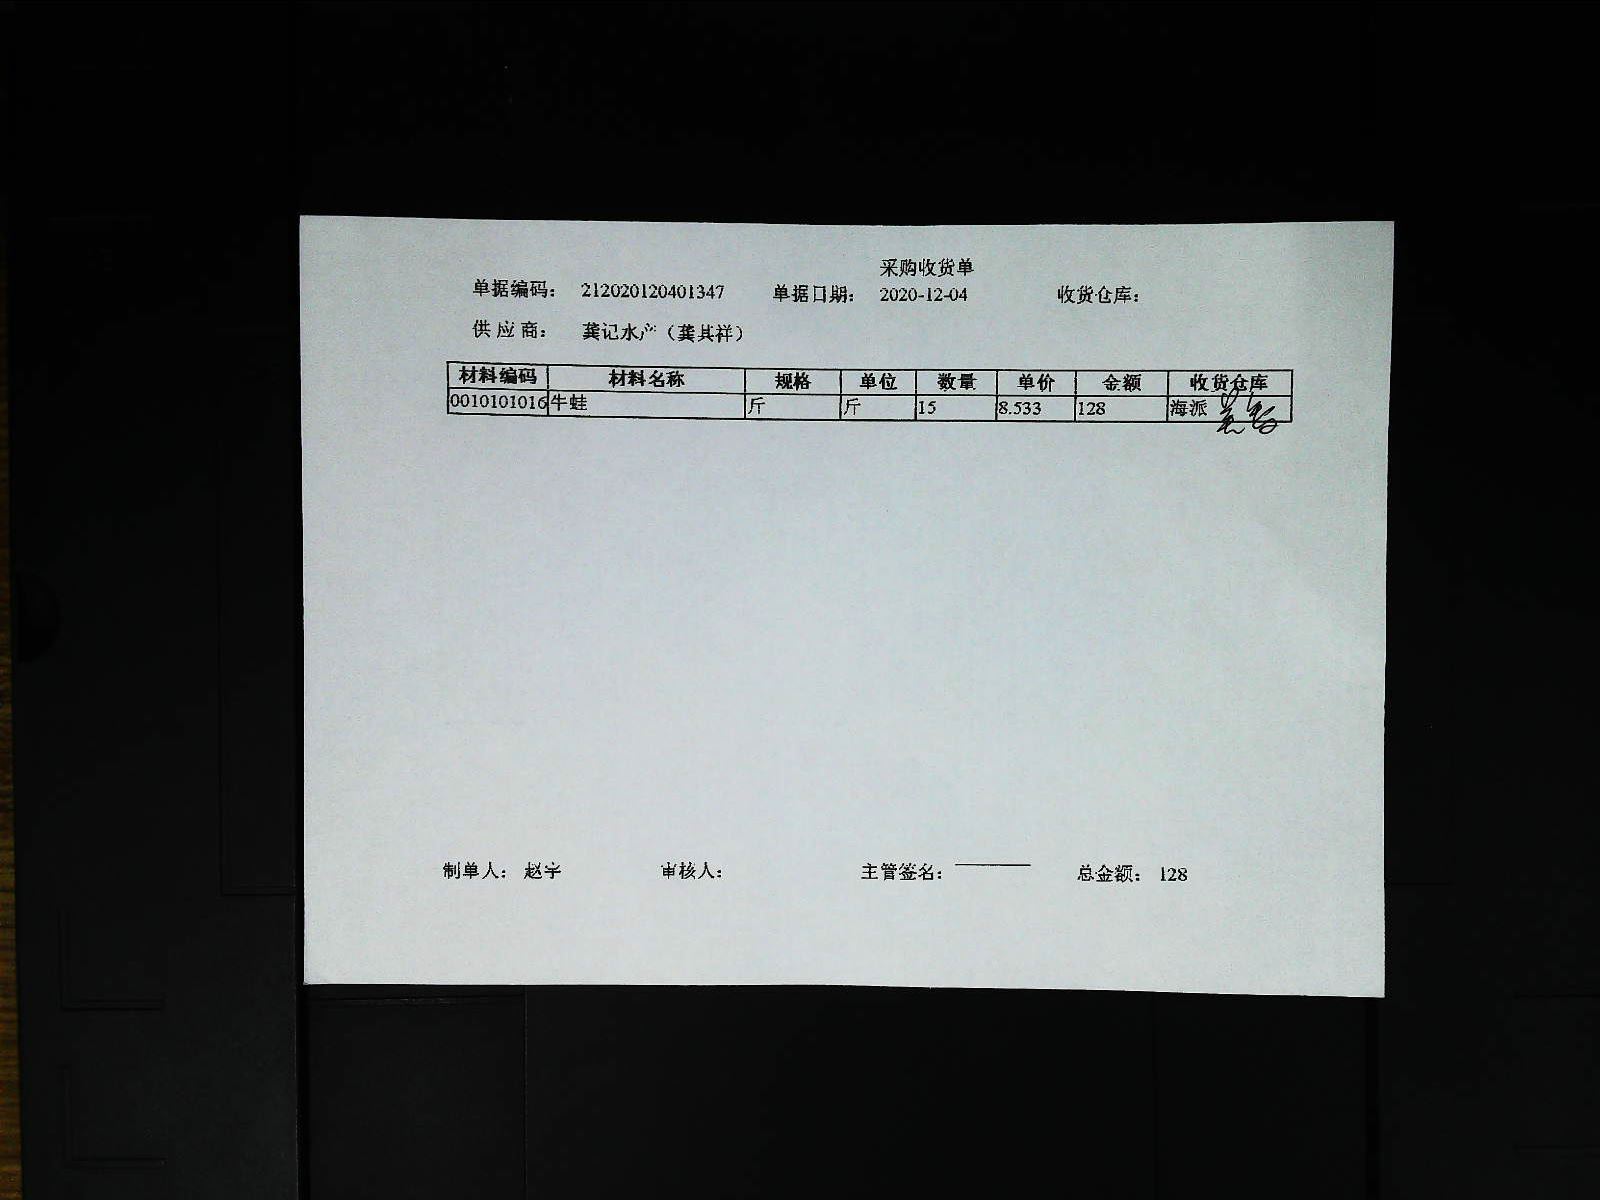 采购收货单
单据编码： 212020120401347 单据日期： 2020-12-04 收货仓库：
供应商： 龚记水产（龚其祥）
材料编码 材料名称 规格 单位 数量 单价 金额 收货仓库
0010101016 牛蛙 斤 斤 15 8.533 128 海派
制单人： 赵宇 审核人： 主管签名： 总金额： 128